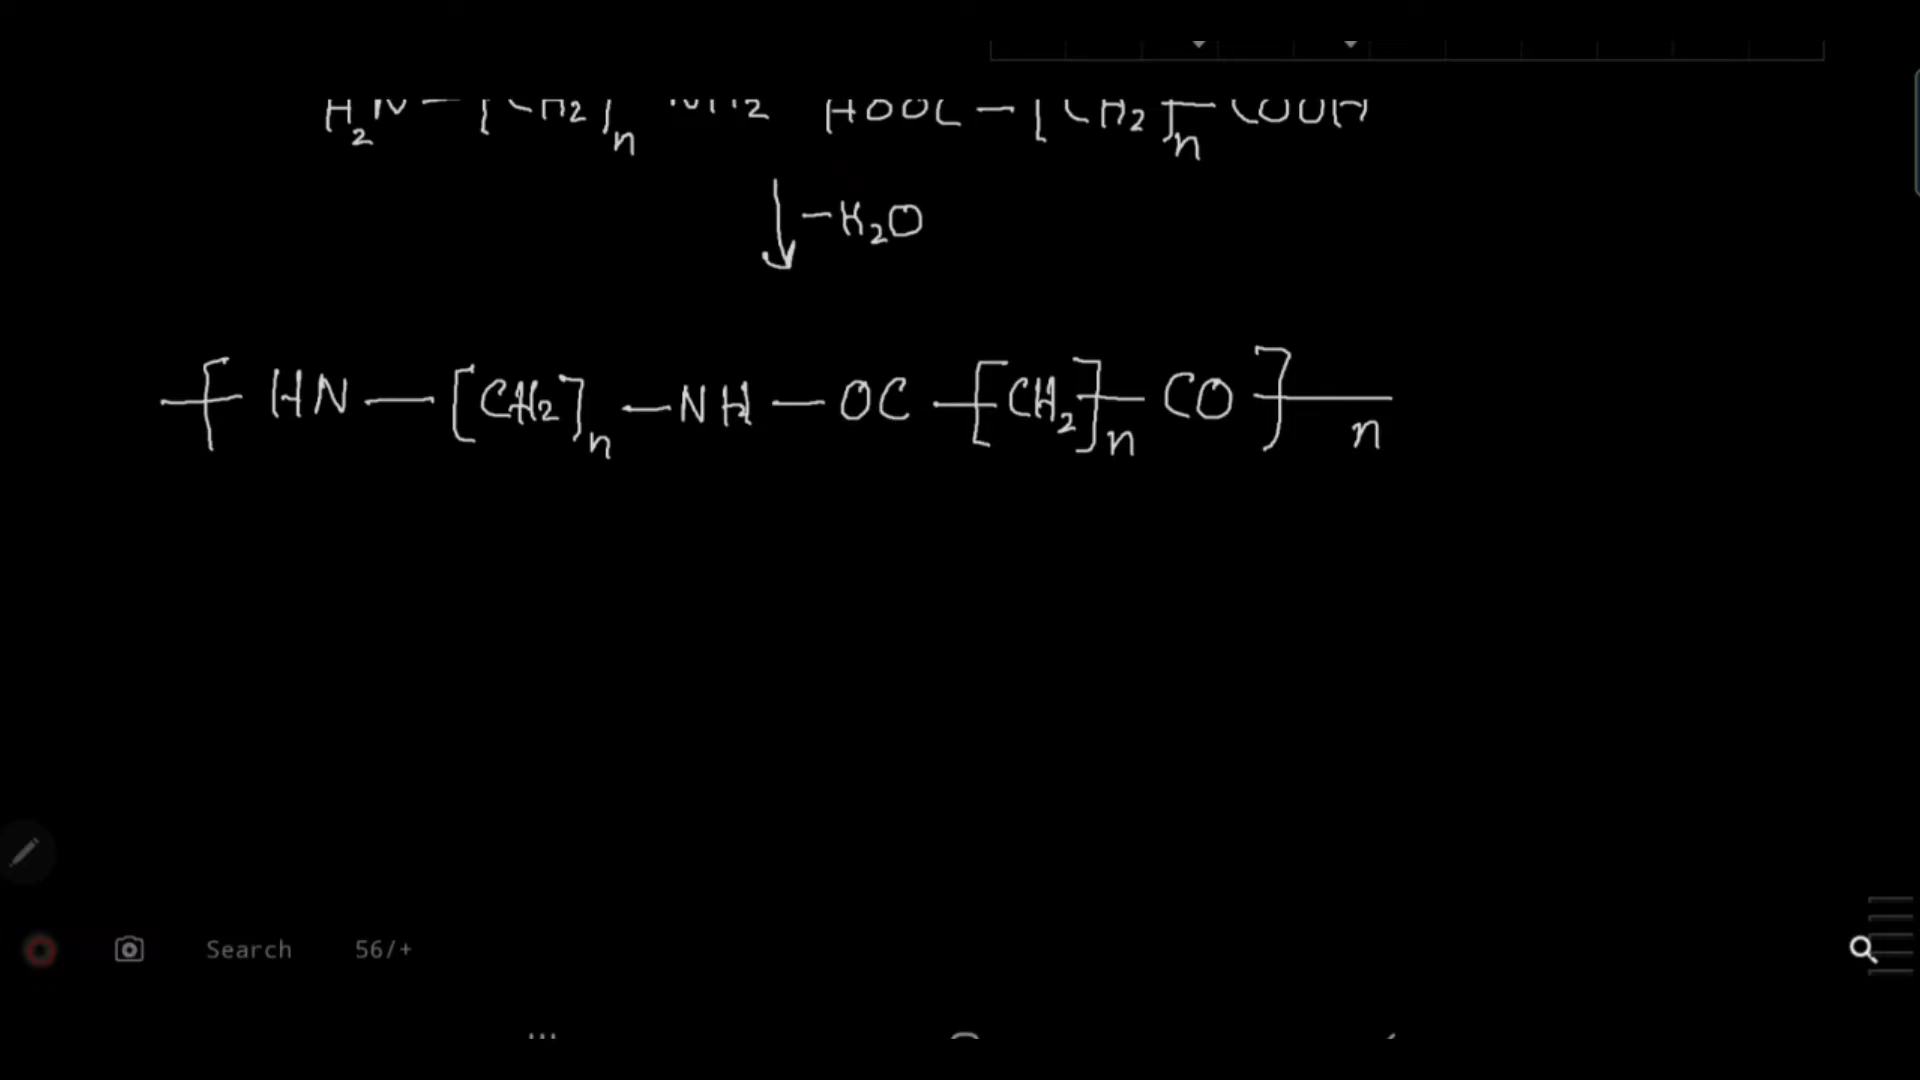 H₂N — [CH₂]n NH2 HOOC — [CH₂]n — COOH
↓ — H₂O
—[ HN — [CH₂]n — NH — OC —[CH₂]n— CO ]—n
Search 56/+